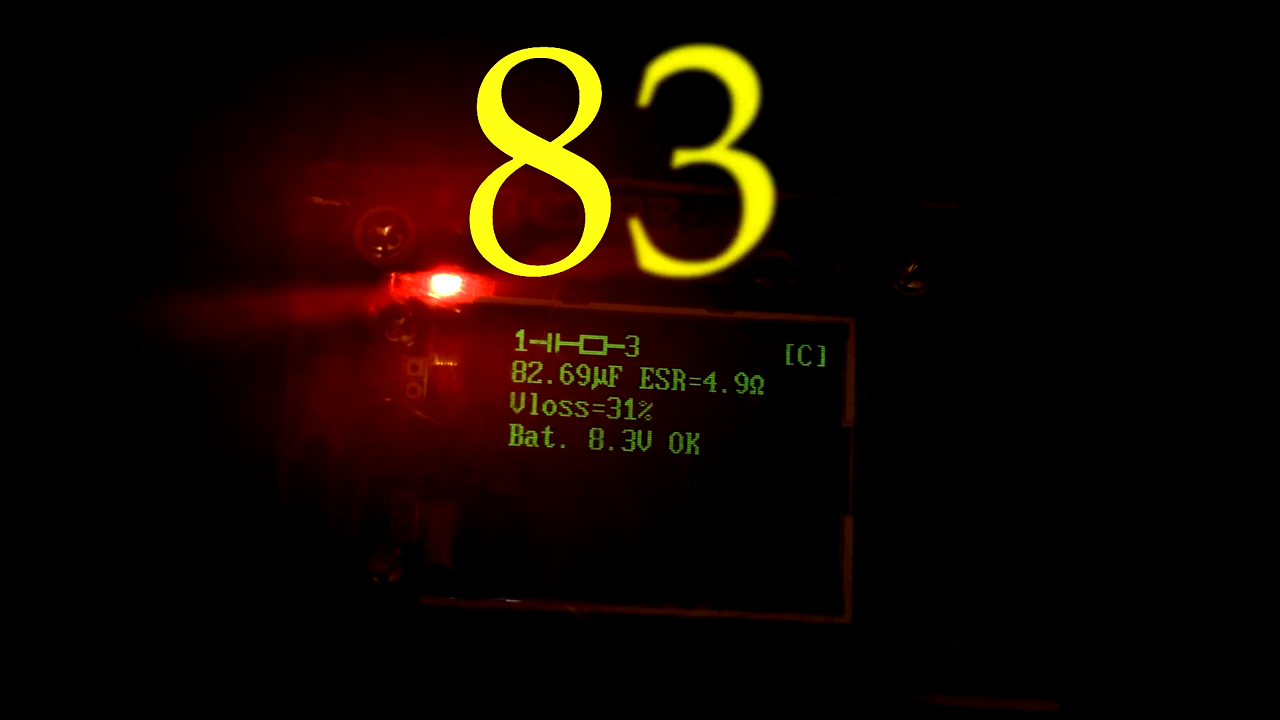 83
1-||-▭-3
[C]
82.69µF ESR=4.9Ω
Vloss=31%
Bat. 8.3V OK